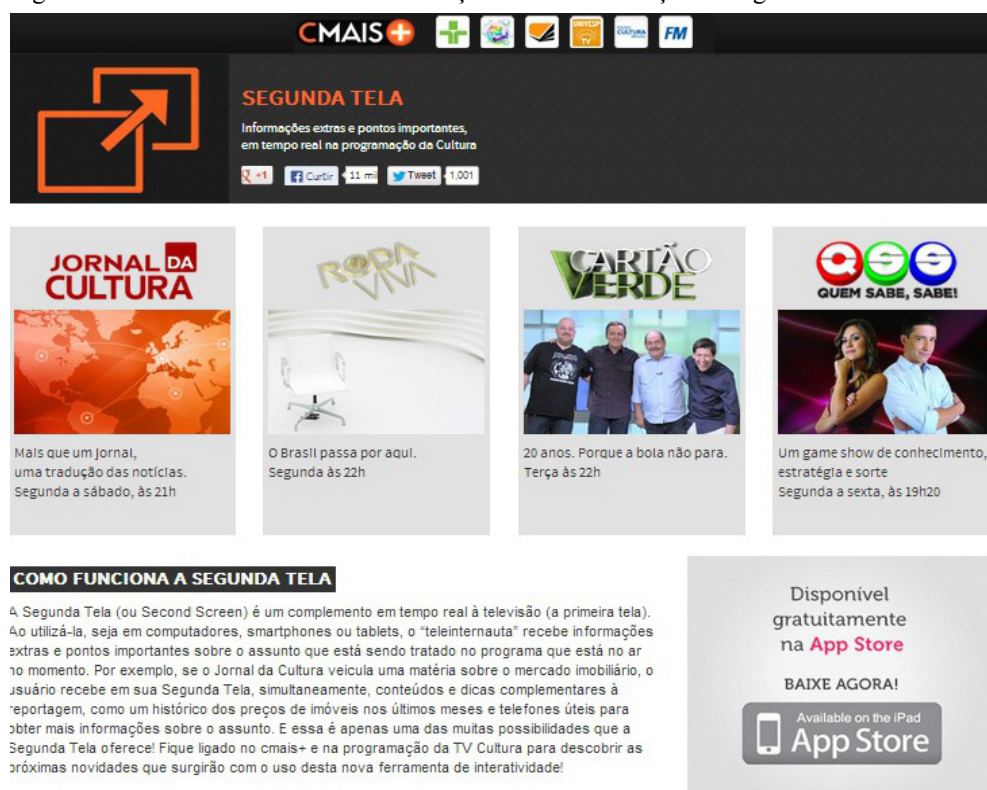 CMAIS+
UNIVESP
TV
CULTURA
FM
SEGUNDA TELA
Informações extras e pontos importantes,
em tempo real na programação da Cultura
+1
Curtir
11 mil
Tweet
1,001
JORNAL DA
CULTURA
Mais que um jornal,
uma tradução das notícias.
Segunda a sábado, às 21h
RODA
VIVA
O Brasil passa por aqui.
Segunda às 22h
CARTÃO
VERDE
20 anos. Porque a bola não para.
Terça às 22h
QSS
QUEM SABE, SABE!
Um game show de conhecimento,
estratégia e sorte
Segunda a sexta, às 19h20
COMO FUNCIONA A SEGUNDA TELA
A Segunda Tela (ou Second Screen) é um complemento em tempo real à televisão (a primeira tela).
Ao utilizá-la, seja em computadores, smartphones ou tablets, o “teleinternauta” recebe informações
extras e pontos importantes sobre o assunto que está sendo tratado no programa que está no ar
no momento. Por exemplo, se o Jornal da Cultura veicula uma matéria sobre o mercado imobiliário, o
usuário recebe em sua Segunda Tela, simultaneamente, conteúdos e dicas complementares à
reportagem, como um histórico dos preços de imóveis nos últimos meses e telefones úteis para
obter mais informações sobre o assunto. E essa é apenas uma das muitas possibilidades que a
Segunda Tela oferece! Fique ligado no cmais+ e na programação da TV Cultura para descobrir as
próximas novidades que surgirão com o uso desta nova ferramenta de interatividade!
Disponível
gratuitamente
na App Store
BAIXE AGORA!
Available on the iPad
App Store